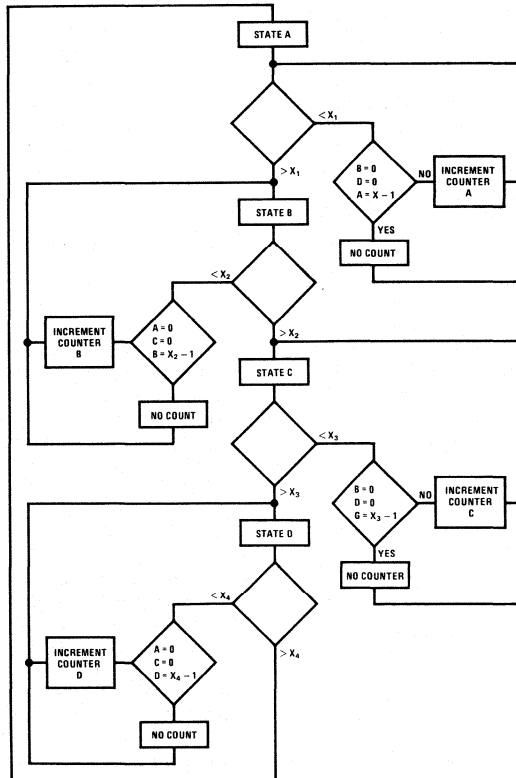 STATE A
< X₁
B = 0
D = 0
A = X – 1
NO
INCREMENT
COUNTER
A
> X₁
YES
NO COUNT
STATE B
< X₂
INCREMENT
COUNTER
B
A = 0
C = 0
B = X₂ – 1
> X₂
STATE C
NO COUNT
< X₃
B = 0
D = 0
G = X₃ – 1
NO
INCREMENT
COUNTER
C
> X₃
STATE D
YES
NO COUNTER
< X₄
INCREMENT
COUNTER
D
A = 0
C = 0
D = X₄ – 1
> X₄
NO COUNT